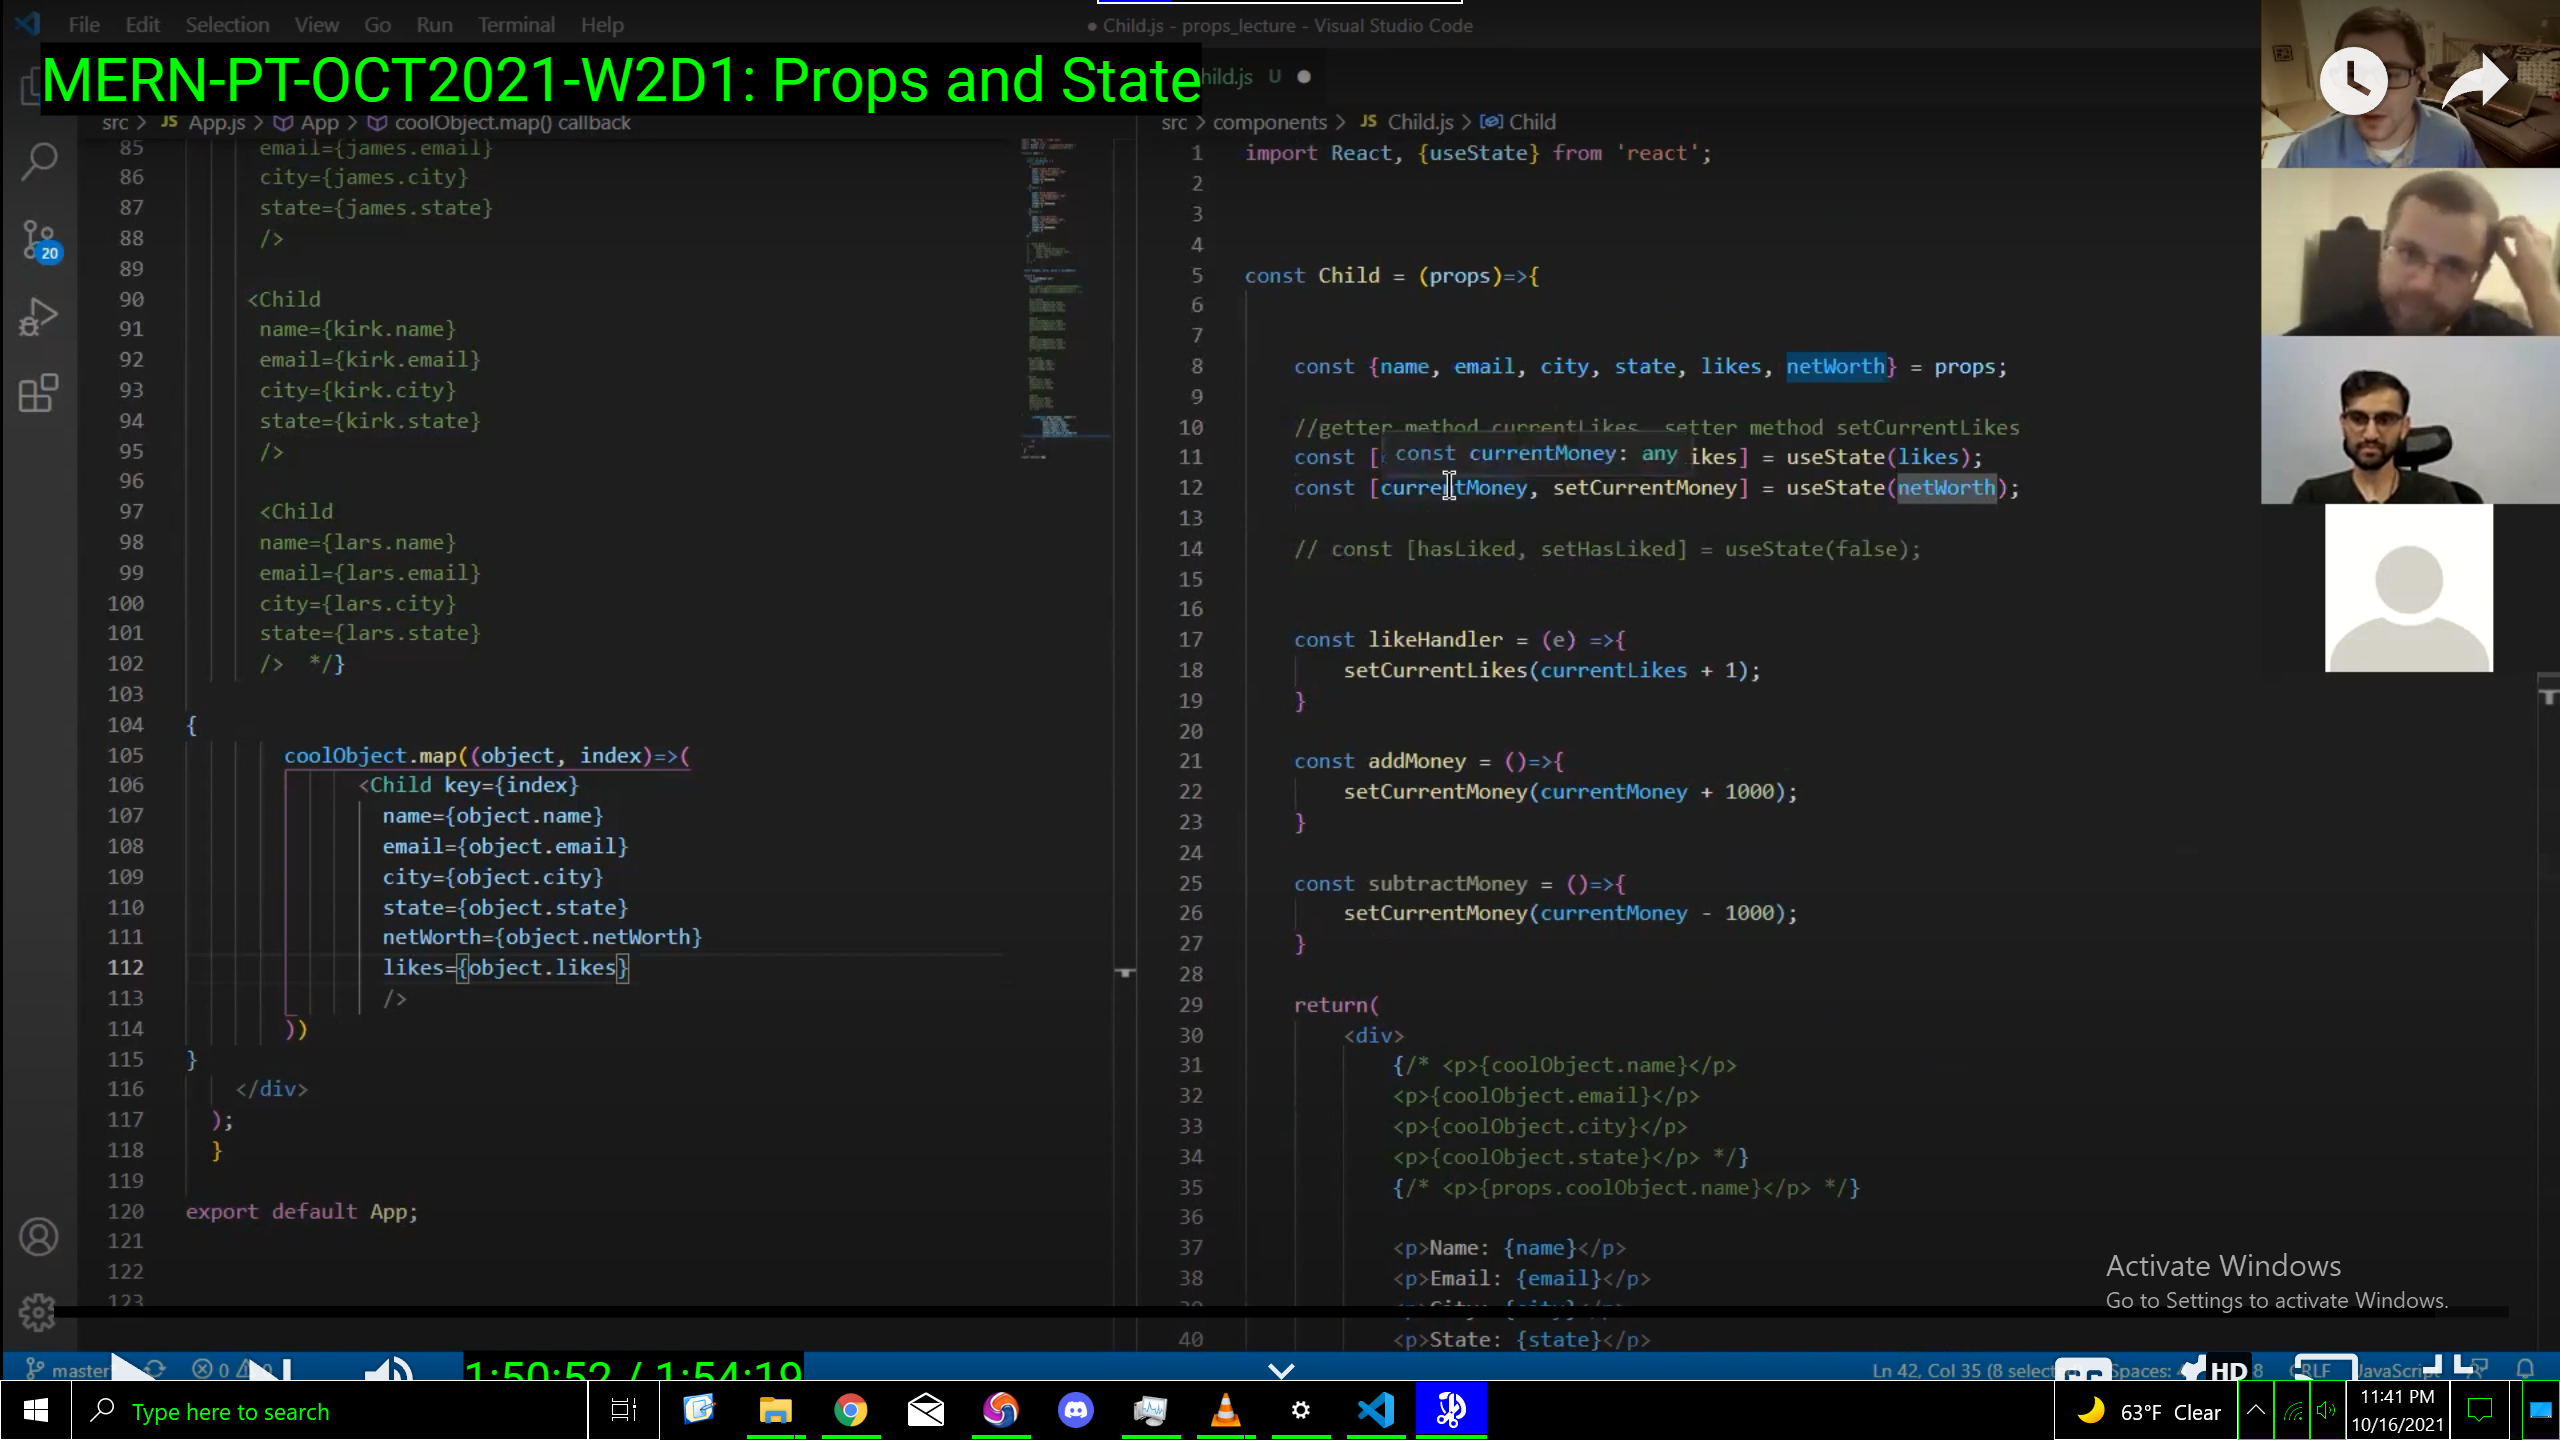 File Edit Selection View Go Run Terminal Help
● Child.js - props_lecture - Visual Studio Code
MERN-PT-OCT2021-W2D1: Props and State
hild.js U ●
src > JS App.js > App > coolObject.map() callback
85 email={james.email}
86 city={james.city}
87 state={james.state}
88 />
89
90 <Child
91 name={kirk.name}
92 email={kirk.email}
93 city={kirk.city}
94 state={kirk.state}
95 />
96
97 <Child
98 name={lars.name}
99 email={lars.email}
100 city={lars.city}
101 state={lars.state}
102 /> */}
103
104 {
105 coolObject.map((object, index)=>(
106 <Child key={index}
107 name={object.name}
108 email={object.email}
109 city={object.city}
110 state={object.state}
111 netWorth={object.netWorth}
112 likes={object.likes}
113 />
114 ))
115 }
116 </div>
117 );
118 }
119
120 export default App;
121
122
123
src > components > JS Child.js > Child
1 import React, {useState} from 'react';
2
3
4
5 const Child = (props)=>{
6
7
8 const {name, email, city, state, likes, netWorth} = props;
9
10 //getter method currentLikes setter method setCurrentLikes
const currentMoney: any
11 const [ ikes] = useState(likes);
12 const [currentMoney, setCurrentMoney] = useState(netWorth);
13
14 // const [hasLiked, setHasLiked] = useState(false);
15
16
17 const likeHandler = (e) =>{
18 setCurrentLikes(currentLikes + 1);
19 }
20
21 const addMoney = ()=>{
22 setCurrentMoney(currentMoney + 1000);
23 }
24
25 const subtractMoney = ()=>{
26 setCurrentMoney(currentMoney - 1000);
27 }
28
29 return(
30 <div>
31 {/* <p>{coolObject.name}</p>
32 <p>{coolObject.email}</p>
33 <p>{coolObject.city}</p>
34 <p>{coolObject.state}</p> */}
35 {/* <p>{props.coolObject.name}</p> */}
36
37 <p>Name: {name}</p>
38 <p>Email: {email}</p>
40 <p>State: {state}</p>
20
Activate Windows
Go to Settings to activate Windows.
master 0
1:50:52 / 1:54:19
Ln 42, Col 35 (8 select Spaces: HD 8 RLF JavaScri
Type here to search
63°F Clear
11:41 PM
10/16/2021